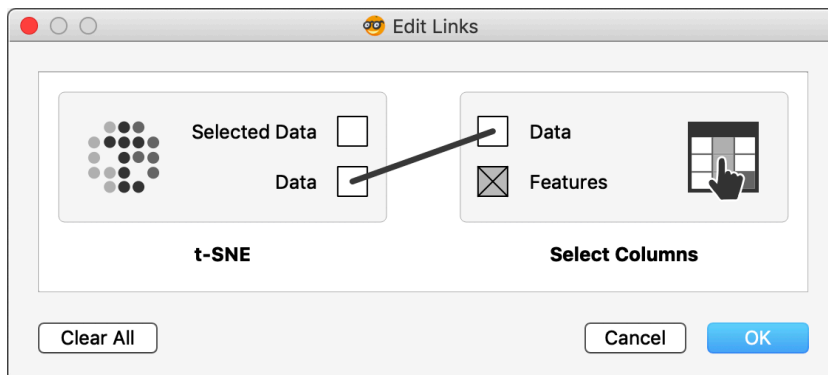 Edit Links
Selected Data
Data
Data
Features
t-SNE
Select Columns
Clear All
Cancel
OK